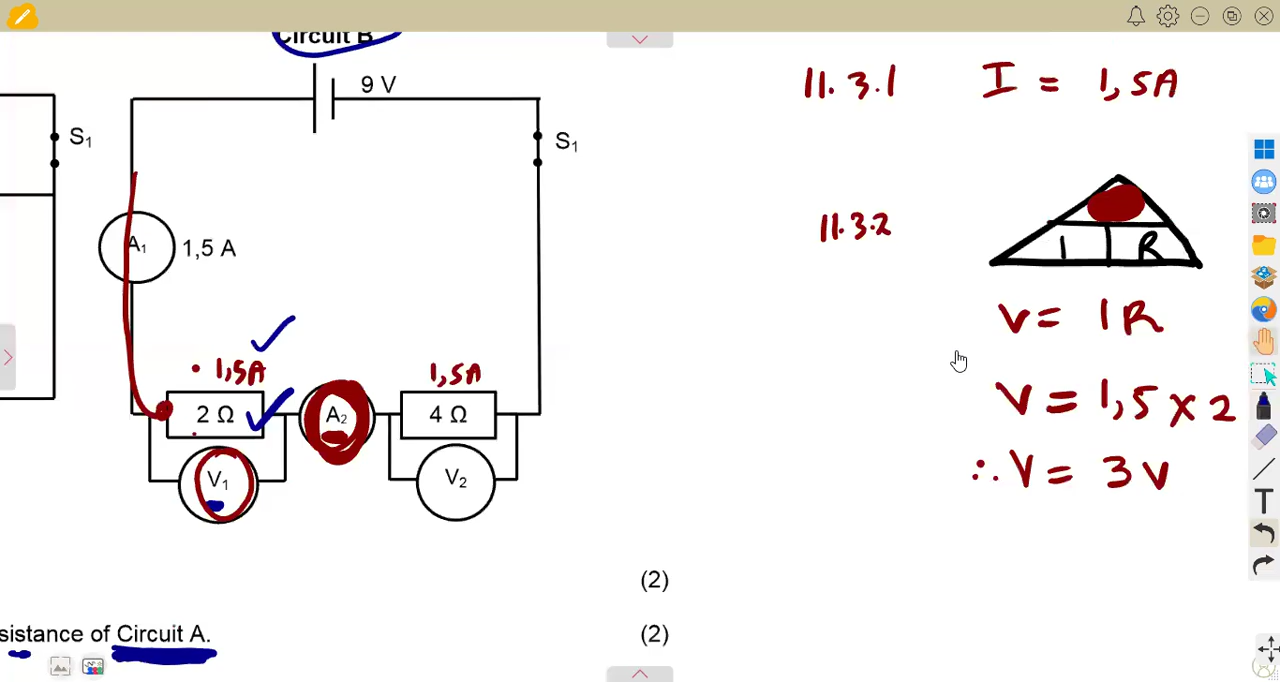 Circuit B
9 V
S₁
S₁
A₁
1,5 A
1,5A
1,5A
2 Ω
A₂
4 Ω
V₁
V₂
(2)
sistance of Circuit A.
(2)
11.3.1 I = 1,5A
11.3.2
I R
V = IR
V = 1,5 x 2
∴ V = 3V
T